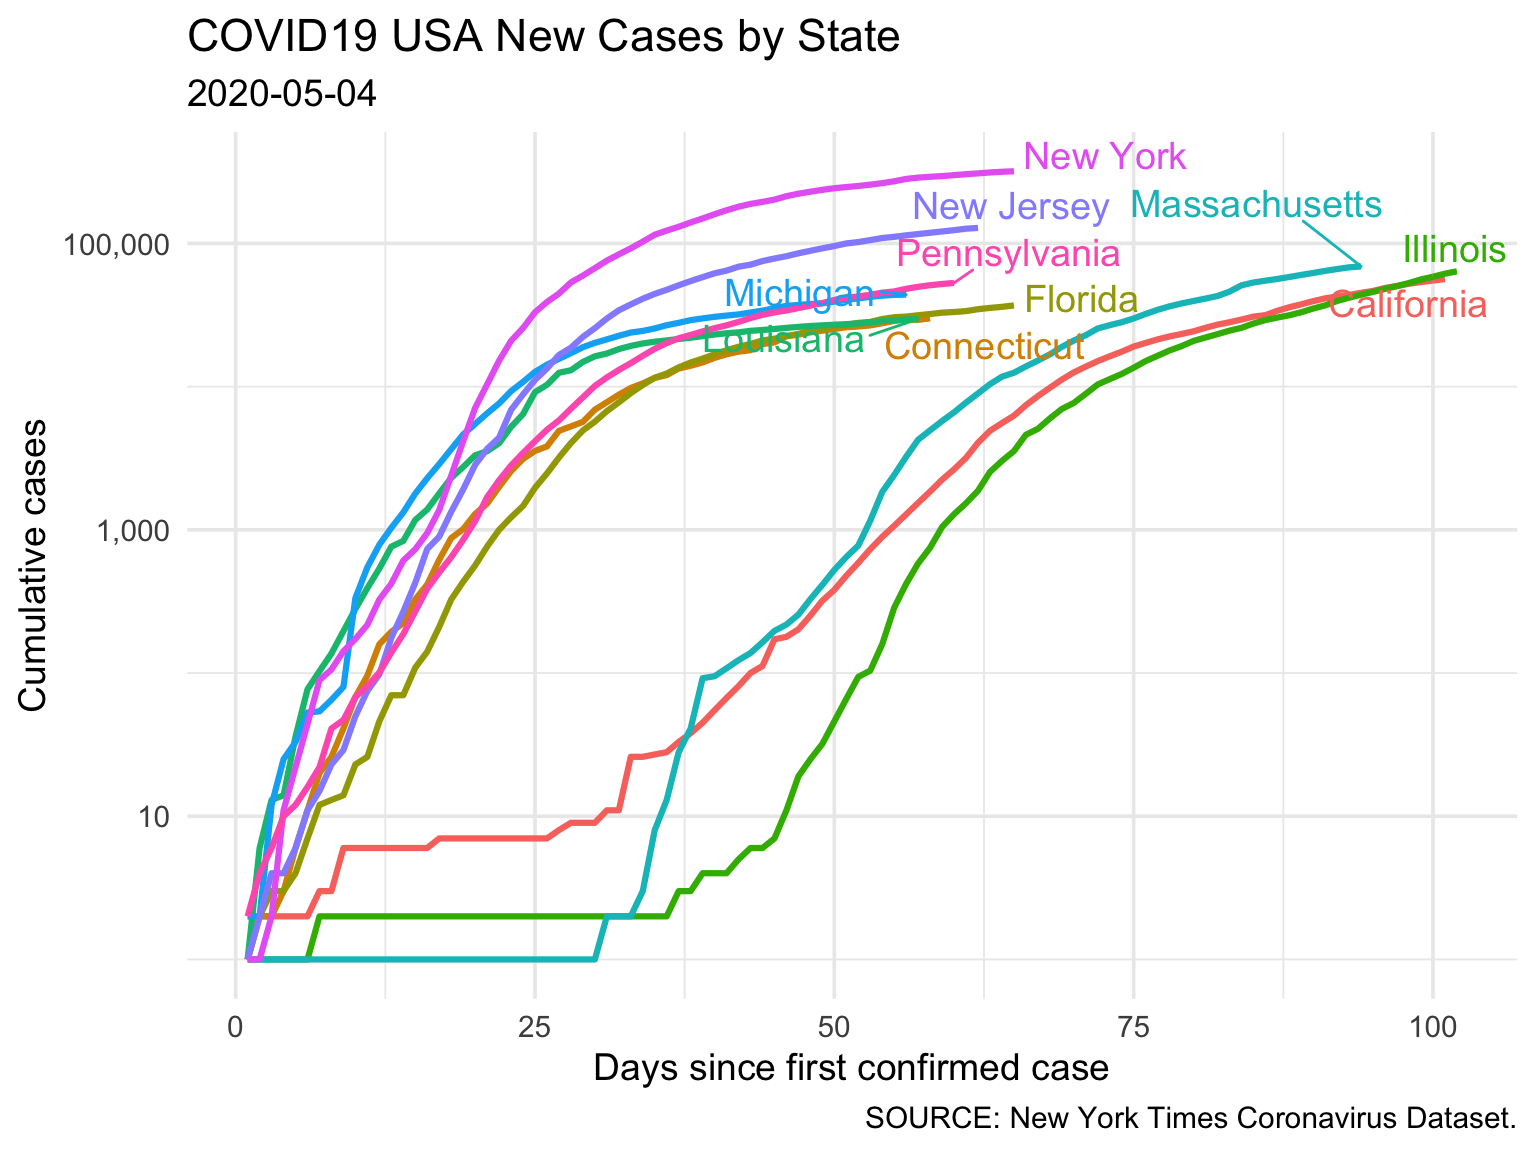 COVID19 USA New Cases by State
2020-05-04
New York
New Jersey
Massachusetts
Pennsylvania
Illinois
Michigan
Florida
California
Louisiana
Connecticut
100,000
1,000
10
Cumulative cases
0 25 50 75 100
Days since first confirmed case
SOURCE: New York Times Coronavirus Dataset.